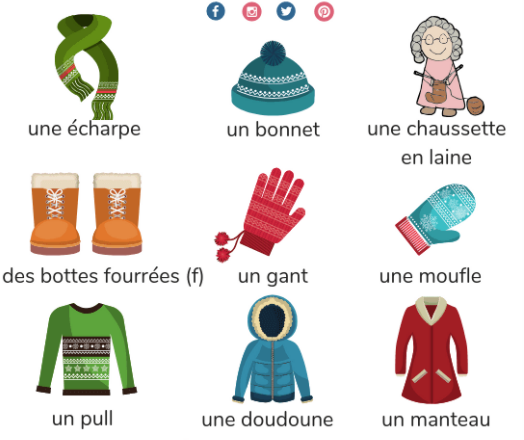 une écharpe
un bonnet
une chaussette
en laine
des bottes fourrées (f)
un gant
une moufle
un pull
une doudoune
un manteau